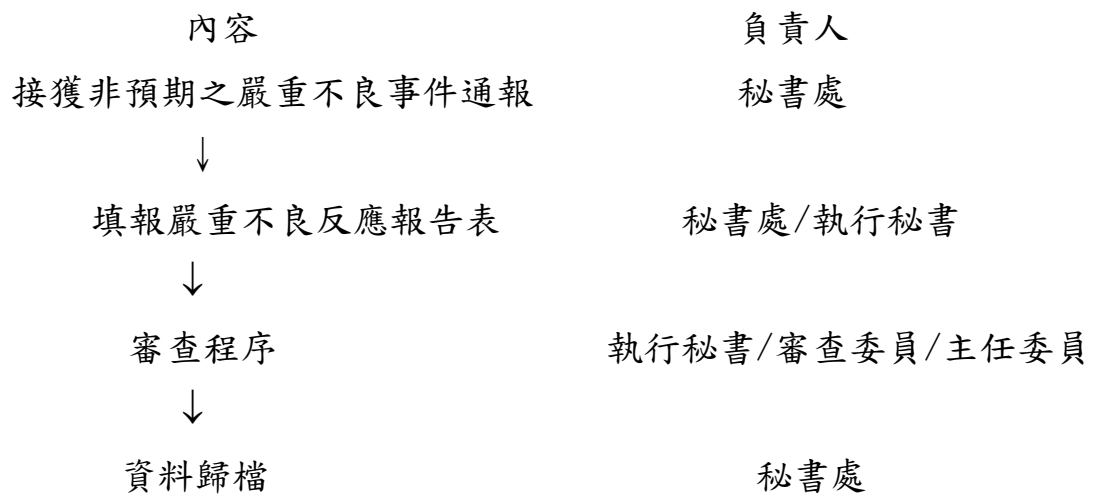 內容 負責人
接獲非預期之嚴重不良事件通報 秘書處
↓
填報嚴重不良反應報告表 秘書處/執行秘書
↓
審查程序 執行秘書/審查委員/主任委員
↓
資料歸檔 秘書處